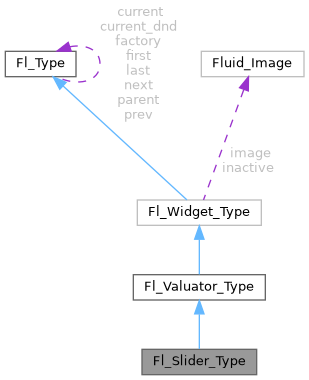 current
current_dnd
factory
first
last
next
parent
prev
Fl_Type
Fluid_Image
image
inactive
Fl_Widget_Type
Fl_Valuator_Type
Fl_Slider_Type